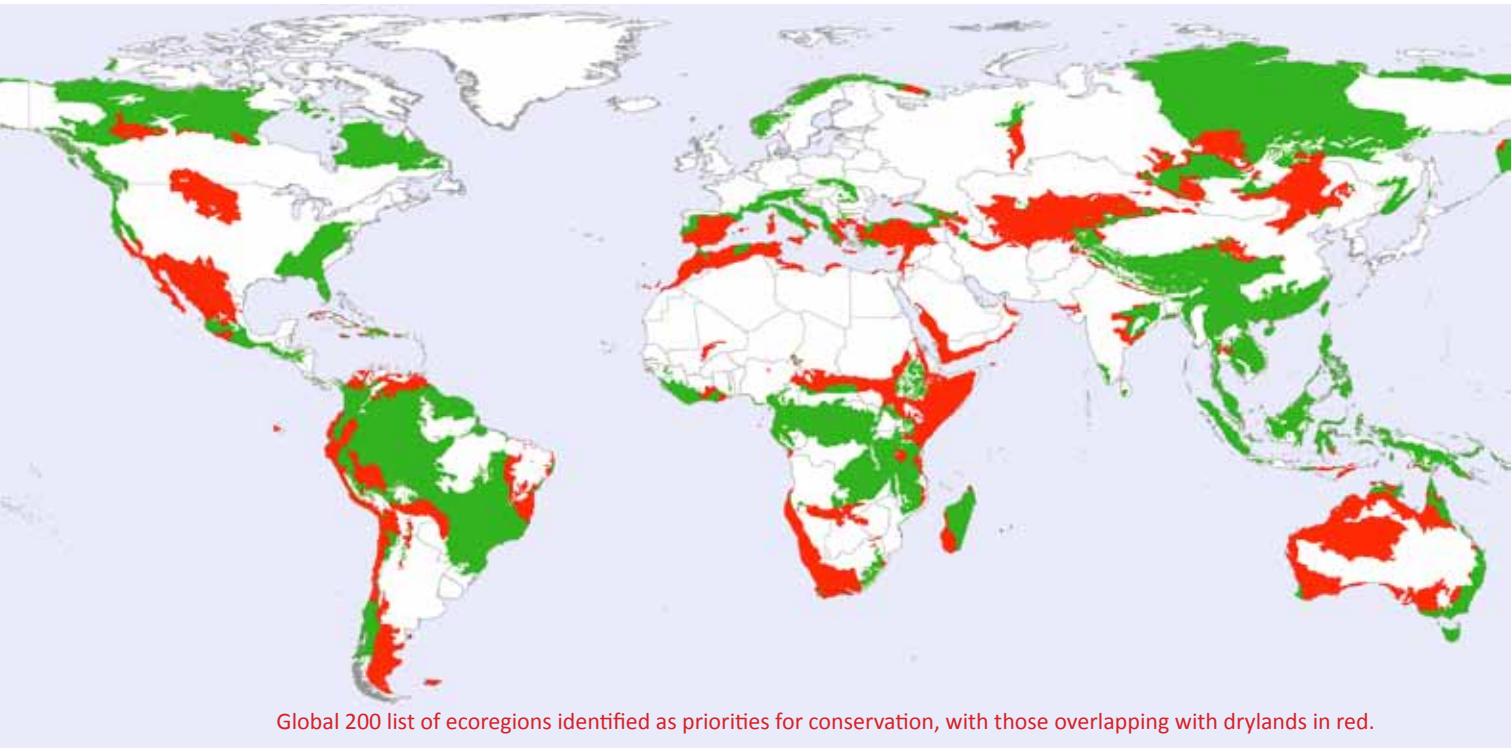 Global 200 list of ecoregions identified as priorities for conservation, with those overlapping with drylands in red.